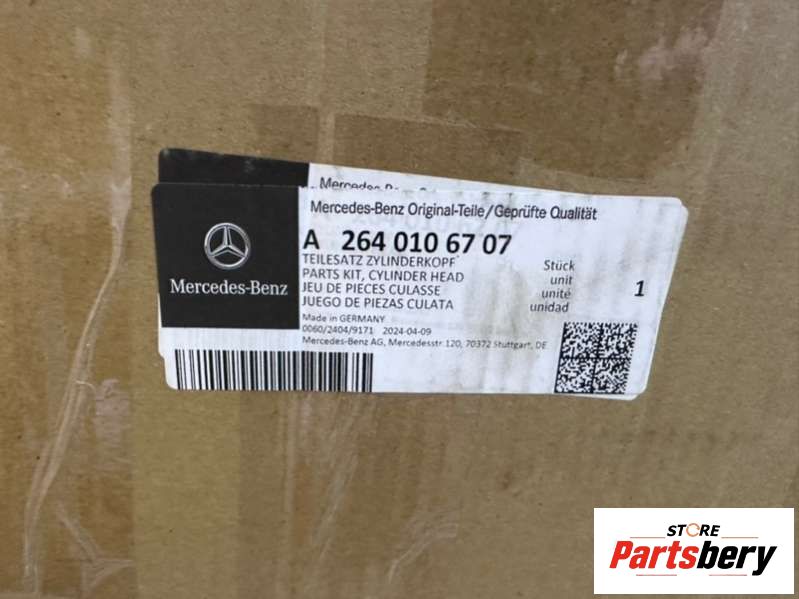 Mercedes-Benz
Mercedes-Benz Original-Teile/Geprüfte Qualität
A 264 010 67 07
TEILESATZ ZYLINDERKOPF
PARTS KIT, CYLINDER HEAD
JEU DE PIECES CULASSE
JUEGO DE PIEZAS CULATA
Stück
unit
unité
unidad
1
Made in GERMANY
0060/2404/9171 2024-04-09
Mercedes-Benz AG, Mercedesstr.120, 70372 Stuttgart, DE
Mercedes-Benz
STORE
Partsbery